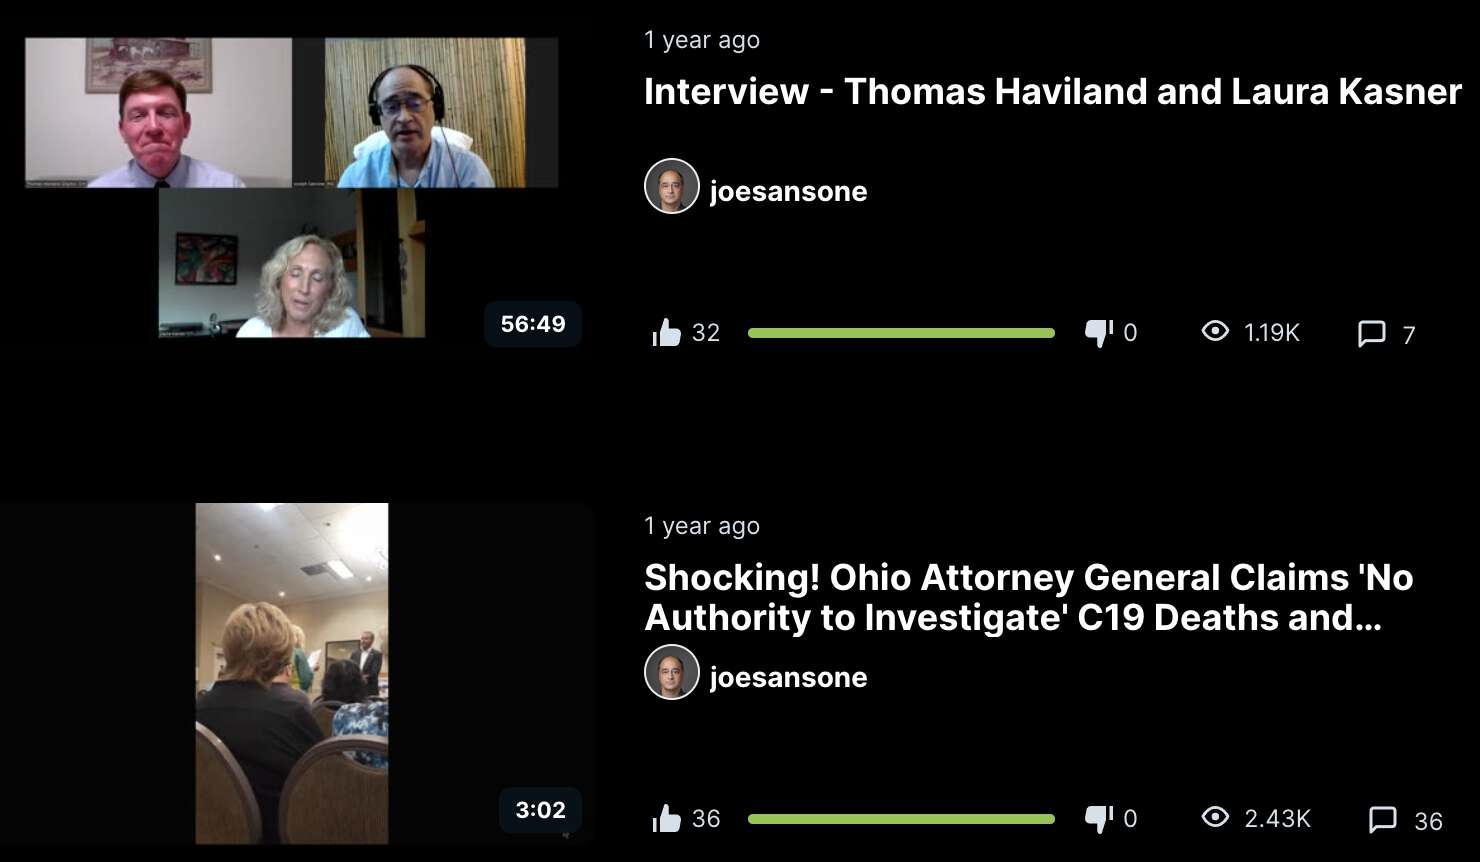 1 year ago
Interview - Thomas Haviland and Laura Kasner
joesansone
56:49
32
0
1.19K
7
1 year ago
Shocking! Ohio Attorney General Claims 'No
Authority to Investigate' C19 Deaths and...
joesansone
3:02
36
0
2.43K
36